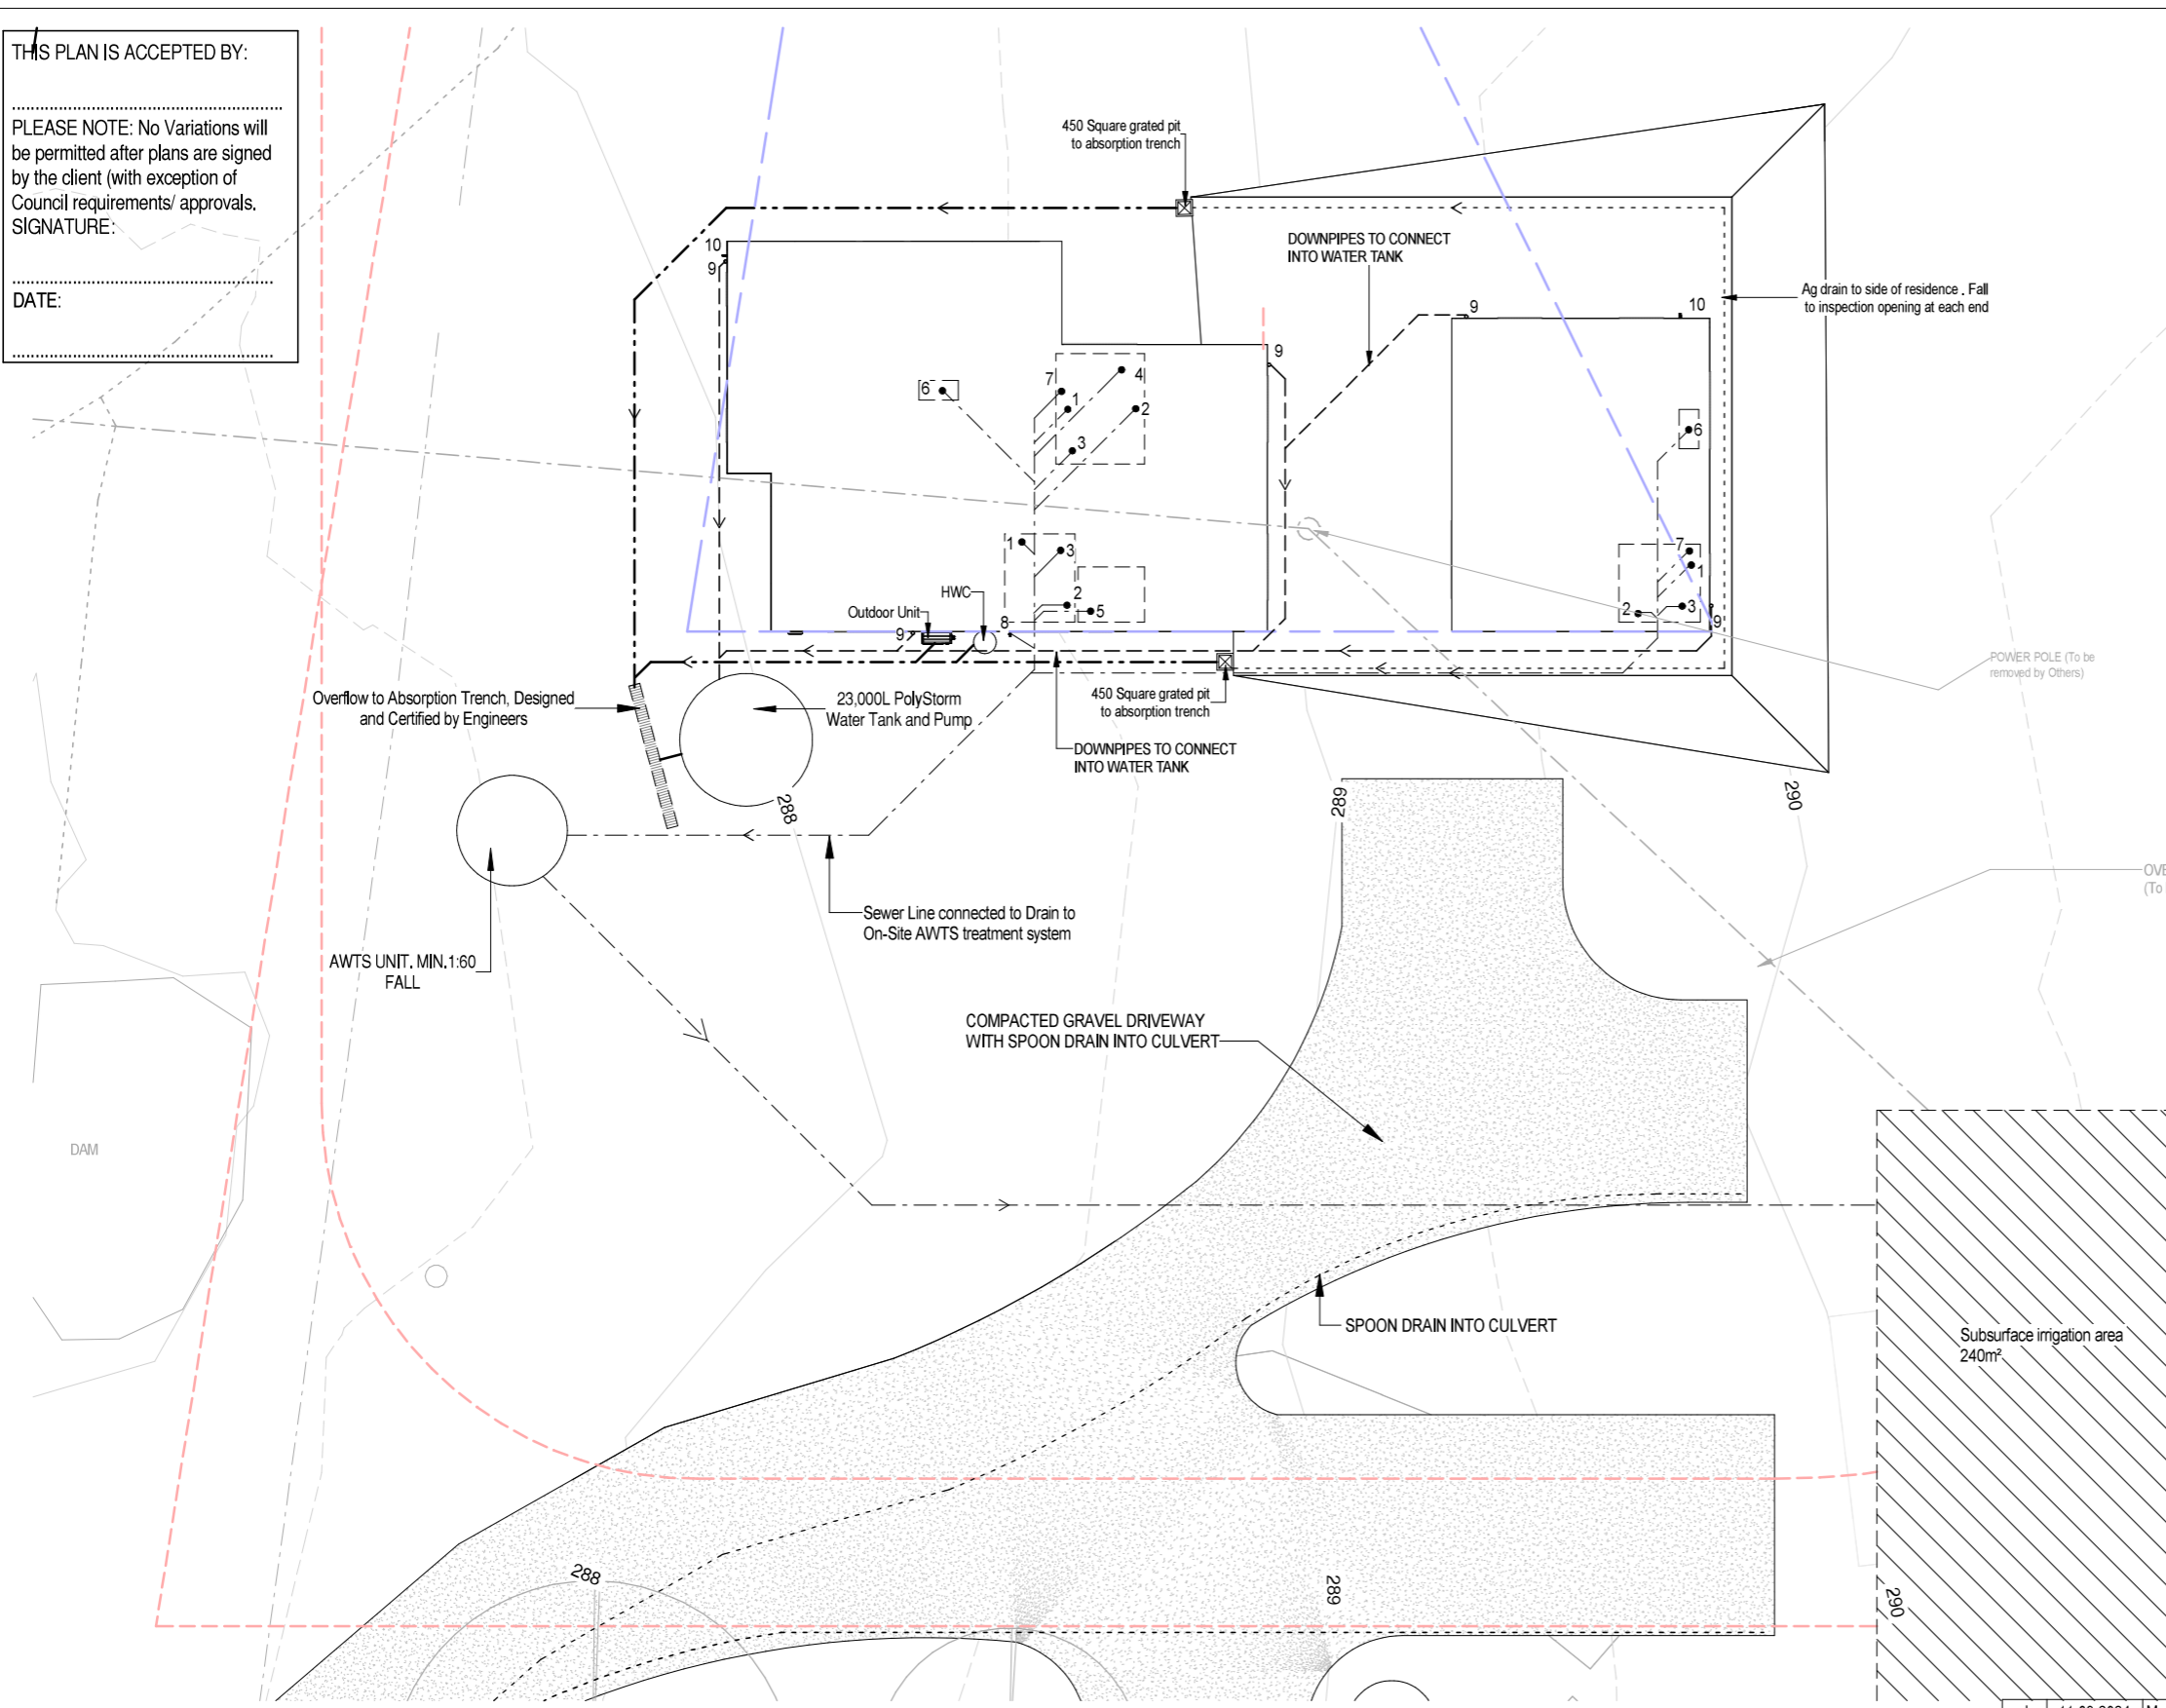 THIS PLAN IS ACCEPTED BY:
PLEASE NOTE: No Variations will
be permitted after plans are signed
by the client (with exception of
Council requirements/ approvals.
SIGNATURE:
DATE:
450 Square grated pit
to absorption trench
DOWNPIPES TO CONNECT
INTO WATER TANK
Ag drain to side of residence . Fall
to inspection opening at each end
10
9
9
10
9
6
7
4
1
2
3
6
1
3
2
5
7
1
2
3
9
HWC
Outdoor Unit
9
8
POWER POLE (To be
removed by Others)
Overflow to Absorption Trench, Designed
and Certified by Engineers
23,000L PolyStorm
Water Tank and Pump
450 Square grated pit
to absorption trench
DOWNPIPES TO CONNECT
INTO WATER TANK
288
289
290
OVE
(To
Sewer Line connected to Drain to
On-Site AWTS treatment system
AWTS UNIT. MIN.1:60
FALL
COMPACTED GRAVEL DRIVEWAY
WITH SPOON DRAIN INTO CULVERT
DAM
SPOON DRAIN INTO CULVERT
Subsurface irrigation area
240m²
288
289
290